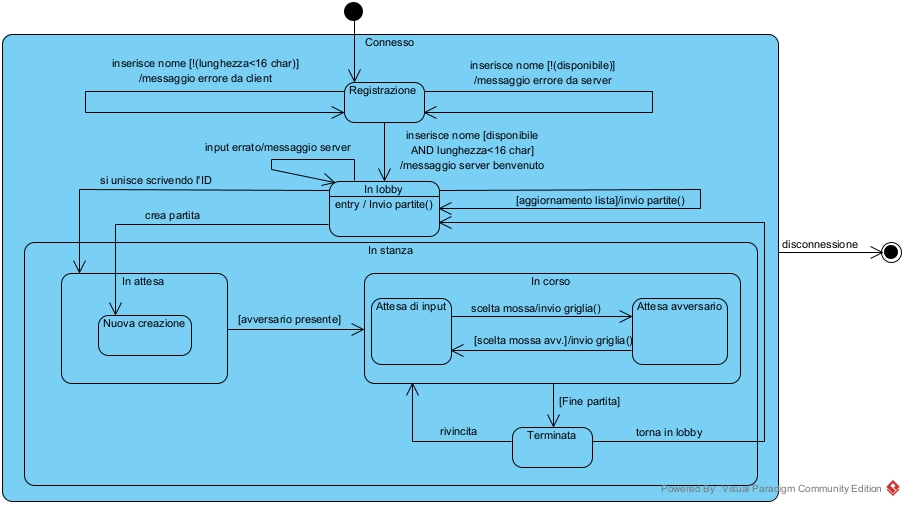 Connesso
inserisce nome [!(lunghezza<16 char)]
/messaggio errore da client
inserisce nome [!(disponibile)]
/messaggio errore da server
Registrazione
input errato/messaggio server
inserisce nome [disponibile
AND lunghezza<16 char]
/messaggio server benvenuto
si unisce scrivendo l'ID
In lobby
entry / Invio partite()
[aggiornamento lista]/invio partite()
crea partita
In stanza
disconnessione
In attesa
In corso
Nuova creazione
Attesa di input
scelta mossa/invio griglia()
Attesa avversario
[avversario presente]
[scelta mossa avv.]/invio griglia()
[Fine partita]
rivincita
Terminata
torna in lobby
Powered By: Visual Paradigm Community Edition